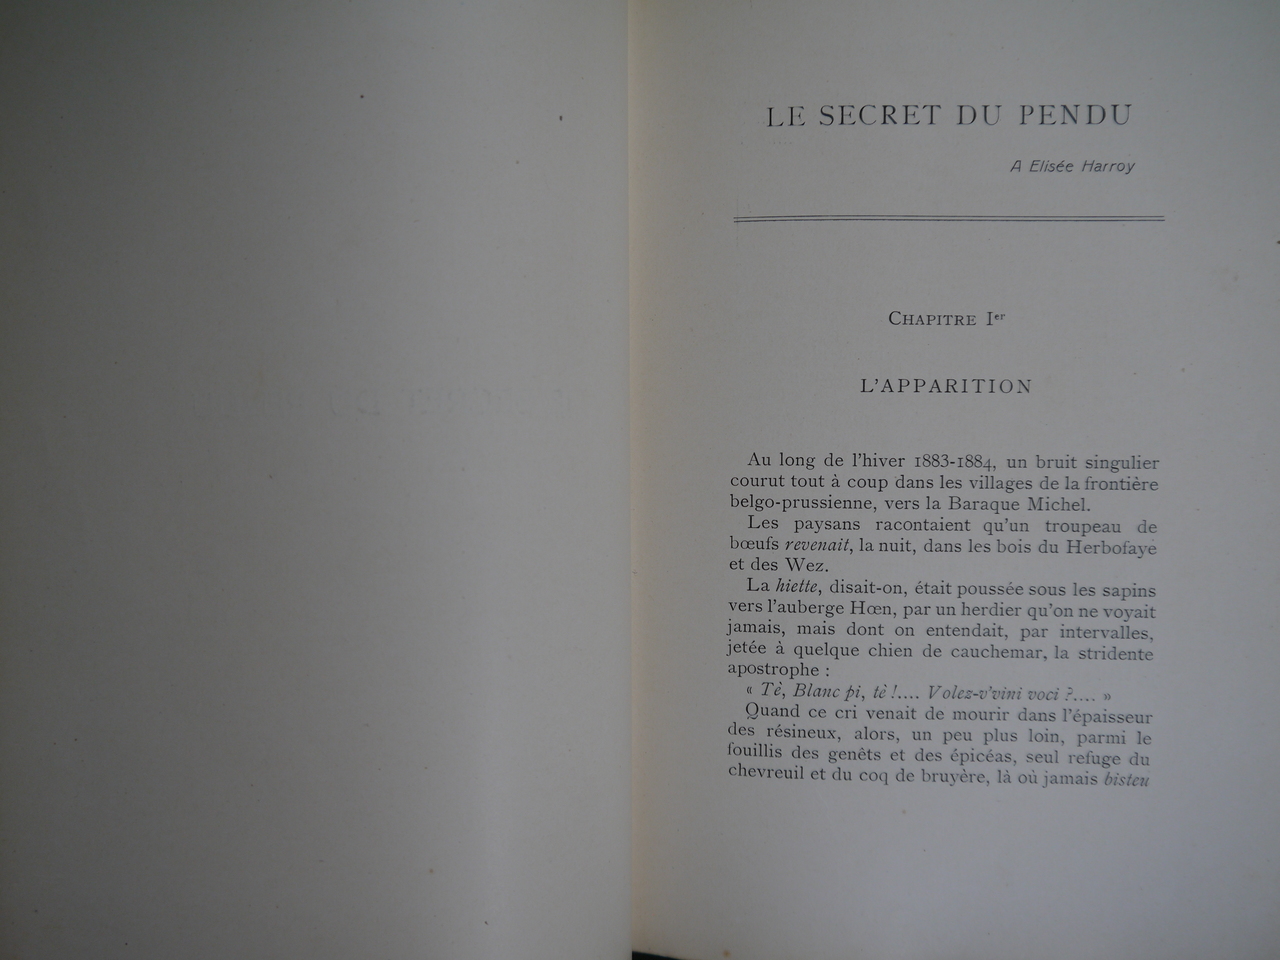 LE SECRET DU PENDU
A Elisée Harroy
CHAPITRE Ier
L'APPARITION
Au long de l'hiver 1883-1884, un bruit singulier
courut tout à coup dans les villages de la frontière
belgo-prussienne, vers la Baraque Michel.
Les paysans racontaient qu'un troupeau de
bœufs revenait, la nuit, dans les bois du Herbofaye
et des Wez.
La hiette, disait-on, était poussée sous les sapins
vers l'auberge Hœn, par un herdier qu'on ne voyait
jamais, mais dont on entendait, par intervalles,
jetée à quelque chien de cauchemar, la stridente
apostrophe :
« Tè, Blanc pi, tè !.... Volez-v'vini voci ?.... »
Quand ce cri venait de mourir dans l'épaisseur
des résineux, alors, un peu plus loin, parmi le
fouillis des genêts et des épicéas, seul refuge du
chevreuil et du coq de bruyère, là où jamais bisteu